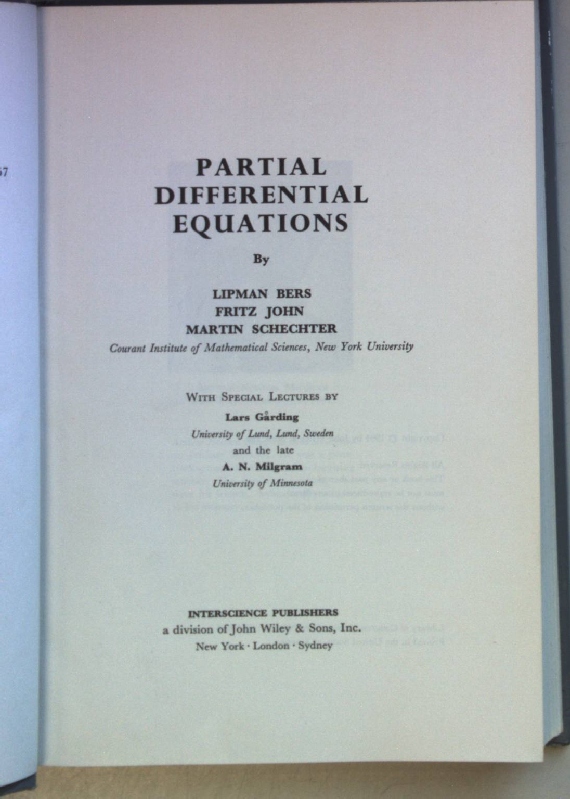 57
PARTIAL
DIFFERENTIAL
EQUATIONS
By
LIPMAN BERS
FRITZ JOHN
MARTIN SCHECHTER
Courant Institute of Mathematical Sciences, New York University
WITH SPECIAL LECTURES BY
Lars Gårding
University of Lund, Lund, Sweden
and the late
A. N. Milgram
University of Minnesota
INTERSCIENCE PUBLISHERS
a division of John Wiley & Sons, Inc.
New York · London · Sydney